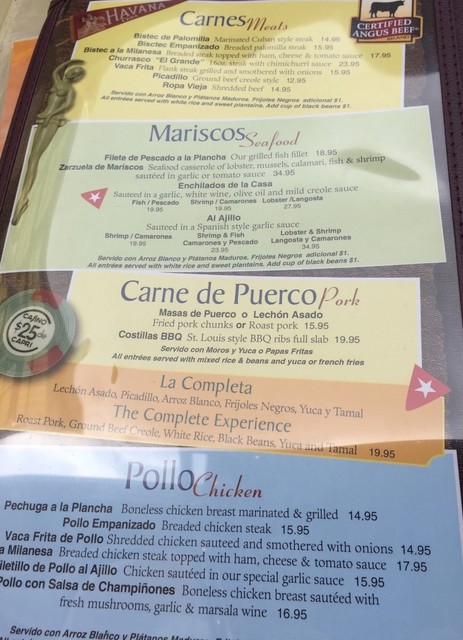 HAVANA
Carnes Meats
CERTIFIED
ANGUS BEEF
Bistec de Palomilla Marinated Cuban style steak 14.95
Bisctec Empanizado Breaded palomilla steak 15.95
Bistec a la Milanesa Breaded steak topped with ham, cheese & tomato sauce 17.95
Churrasco "El Grande" 16oz. steak with chimichurri sauce 23.95
Vaca Frita Flank steak grilled and smothered with onions 15.95
Picadillo Ground beef creole style 12.95
Ropa Vieja Shredded beef 14.95
Servido con Arroz Blanco y Plátanos Maduros. Frijoles Negros adicional $1.
All entrées served with white rice and sweet plantains. Add cup of black beans $1.
Mariscos Seafood
Filete de Pescado a la Plancha Our grilled fish fillet 18.95
Zarzuela de Mariscos Seafood casserole of lobster, mussels, calamari, fish & shrimp
sautéed in garlic or tomato sauce 34.95
Enchilados de la Casa
Sauteed in garlic, white wine, olive oil and mild creole sauce
Fish / Pescado Shrimp / Camarones Lobster /Langosta
19.95 19.95 27.95
Al Ajillo
Sauteed in a Spanish style garlic sauce
Shrimp / Camarones Shrimp & Fish Lobster & Shrimp
19.95 Camarones y Pescado Langosta y Camarones
23.95 34.95
Servido con Arroz Blanco y Plátanos Maduros. Frijoles Negros adicional $1.
All entrées served with white rice and sweet plantains. Add cup of black beans $1.
Carne de Puerco Pork
Masas de Puerco o Lechón Asado
Fried pork chunks or Roast pork 15.95
Costillas BBQ St. Louis style BBQ ribs full slab 19.95
Servido con Moros y Yuca o Papas Fritas
All entrées served with mixed rice & beans and yuca or french fries
CASINO
$25
de
CAPRI
La Completa
Lechón Asado, Picadillo, Arroz Blanco, Frijoles Negros, Yuca y Tamal
The Complete Experience
Roast Pork, Ground Beef Creole, White Rice, Black Beans, Yuca and Tamal 19.95
Pollo Chicken
Pechuga a la Plancha Boneless chicken breast marinated & grilled 14.95
Pollo Empanizado Breaded chicken steak 15.95
Vaca Frita de Pollo Shredded chicken sauteed and smothered with onions 14.95
a Milanesa Breaded chicken steak topped with ham, cheese & tomato sauce 17.95
iletillo de Pollo al Ajillo Chicken sautéed in our special garlic sauce 15.95
Pollo con Salsa de Champiñones Boneless chicken breast sautéed with
fresh mushrooms, garlic & marsala wine 16.95
Servido con Arroz Blanco y Plátanos Maduros.